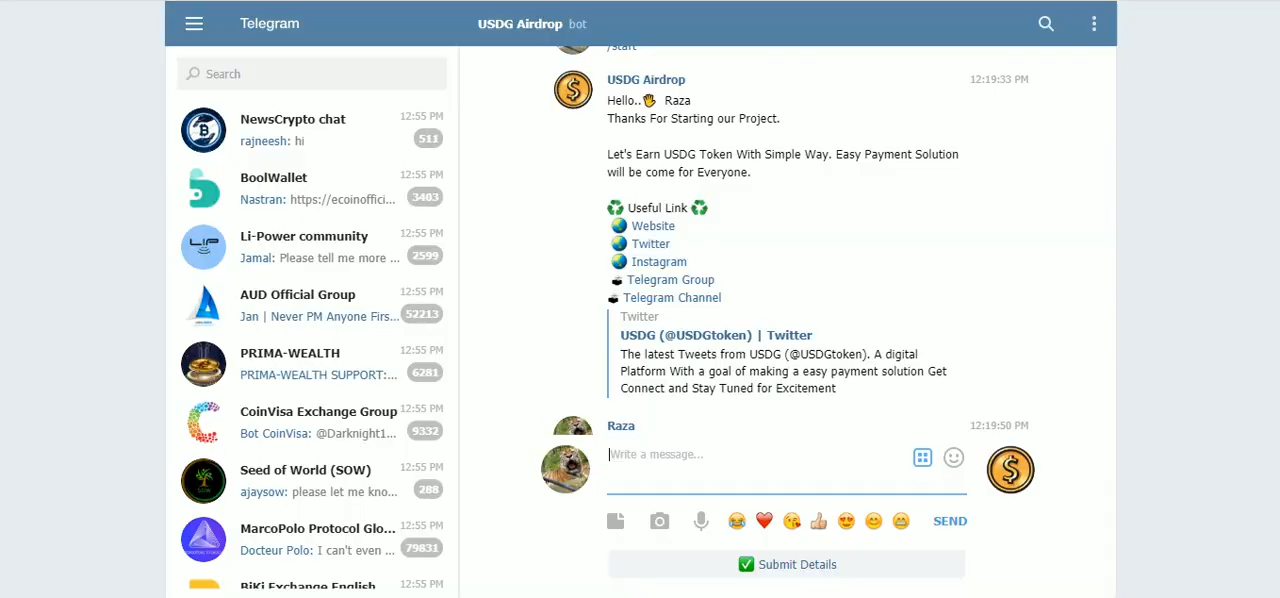 Telegram
USDG Airdrop bot
Search
NewsCrypto chat 12:55 PM
rajneesh: hi 511
BoolWallet 12:55 PM
Nastran: https://ecoinoffici... 3403
Li-Power community 12:55 PM
Jamal: Please tell me more ... 2599
AUD Official Group 12:55 PM
Jan | Never PM Anyone Firs... 52213
PRIMA-WEALTH 12:55 PM
PRIMA-WEALTH SUPPORT:... 6281
CoinVisa Exchange Group 12:55 PM
Bot CoinVisa: @Darknight1... 9332
Seed of World (SOW) 12:55 PM
ajaysow: please let me kno... 288
MarcoPolo Protocol Glo... 12:55 PM
Docteur Polo: I can't even ... 79831
BiKi Exchange English 12:55 PM
/start
USDG Airdrop 12:19:33 PM
Hello..🖐 Raza
Thanks For Starting our Project.
Let's Earn USDG Token With Simple Way. Easy Payment Solution
will be come for Everyone.
♻️ Useful Link ♻️
🌏 Website
🌏 Twitter
🌏 Instagram
Telegram Group
Telegram Channel
Twitter
USDG (@USDGtoken) | Twitter
The latest Tweets from USDG (@USDGtoken). A digital
Platform With a goal of making a easy payment solution Get
Connect and Stay Tuned for Excitement
Raza 12:19:50 PM
Write a message...
😂 ❤️ 😘 👍 😍 😊 😁 SEND
✅ Submit Details